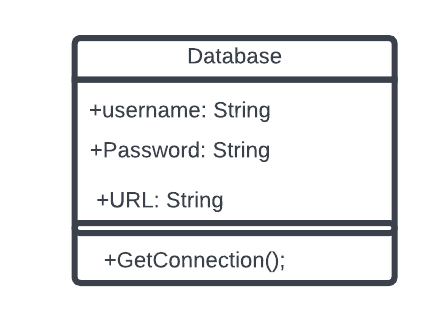 Database
+username: String
+Password: String
+URL: String
+GetConnection();